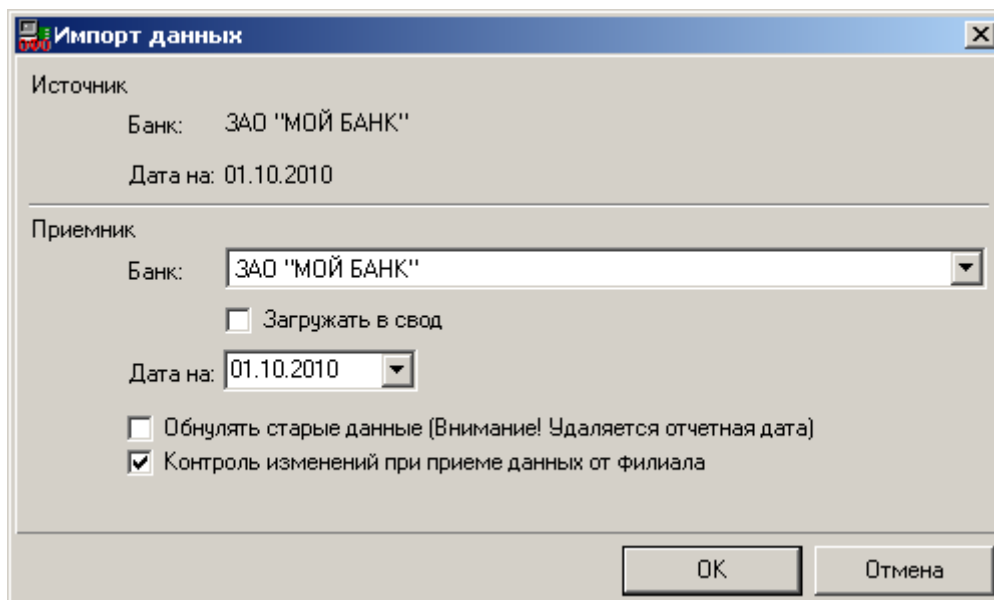 Импорт данных
Источник
Банк: ЗАО "МОЙ БАНК"
Дата на: 01.10.2010
Приемник
Банк: ЗАО "МОЙ БАНК"
Загружать в свод
Дата на: 01.10.2010
Обнулять старые данные (Внимание! Удаляется отчетная дата)
Контроль изменений при приеме данных от филиала
OK Отмена